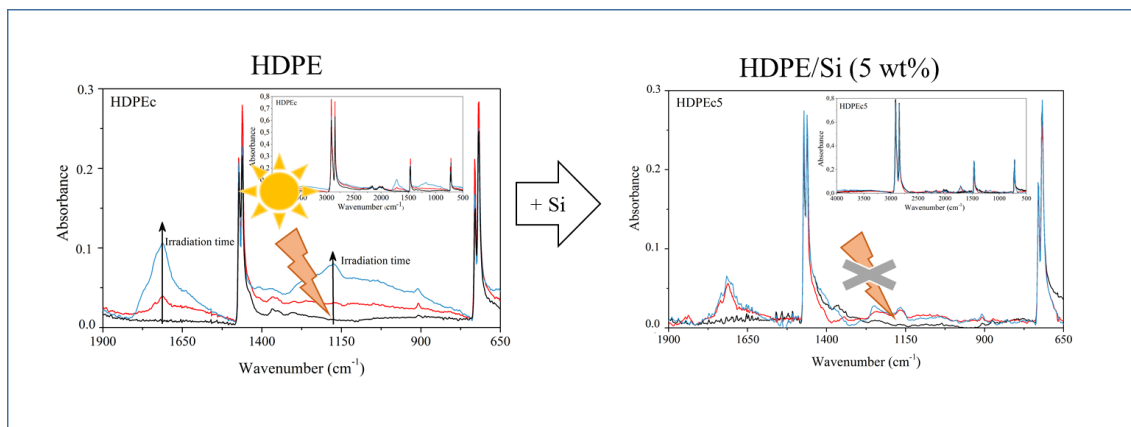 HDPE
HDPE/Si (5 wt%)
HDPEc
HDPEc
0,8
0,7
0,6
0,5
0,4
0,3
0,2
0,1
Absorbance
3000 2500 2000 1500 1000 500
Wavenumber (cm⁻¹)
0.3
0.2
0.1
0.0
Absorbance
Irradiation time
Irradiation time
1900 1400 1150 900 650
Wavenumber (cm⁻¹)
+ Si
HDPEc5
HDPEc5
0,8
0,6
0,4
0,2
0,0
Absorbance
4000 3500 3000 2500 2000 1500 1000 500
Wavenumber (cm⁻¹)
0.3
0.2
0.1
0.0
Absorbance
1900 1650 1400 1150 900 650
Wavenumber (cm⁻¹)